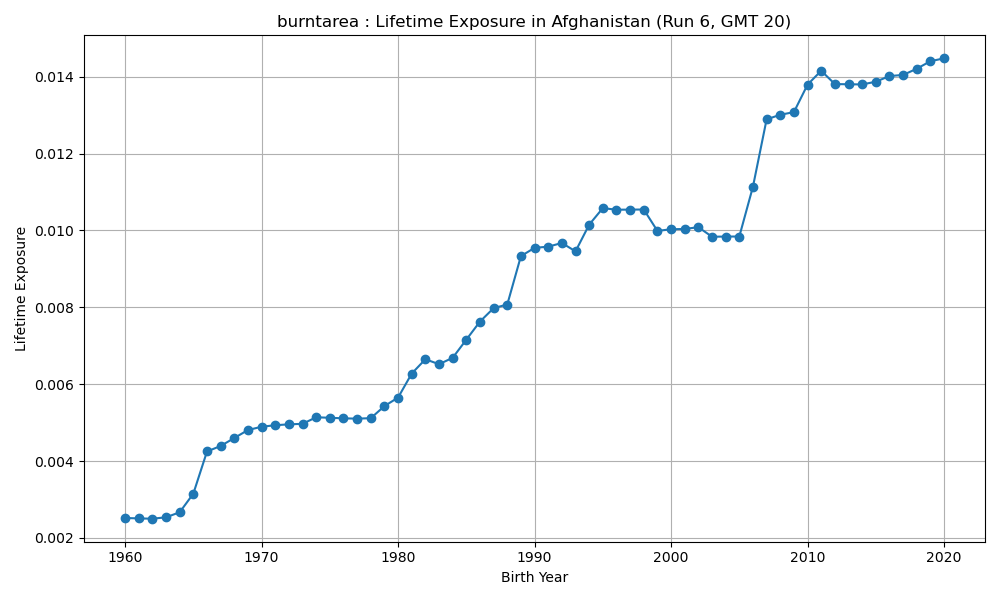 burntarea : Lifetime Exposure in Afghanistan (Run 6, GMT 20)
Lifetime Exposure
0.014
0.012
0.010
0.008
0.006
0.004
0.002
1960 1970 1980 1990 2000 2010 2020
Birth Year